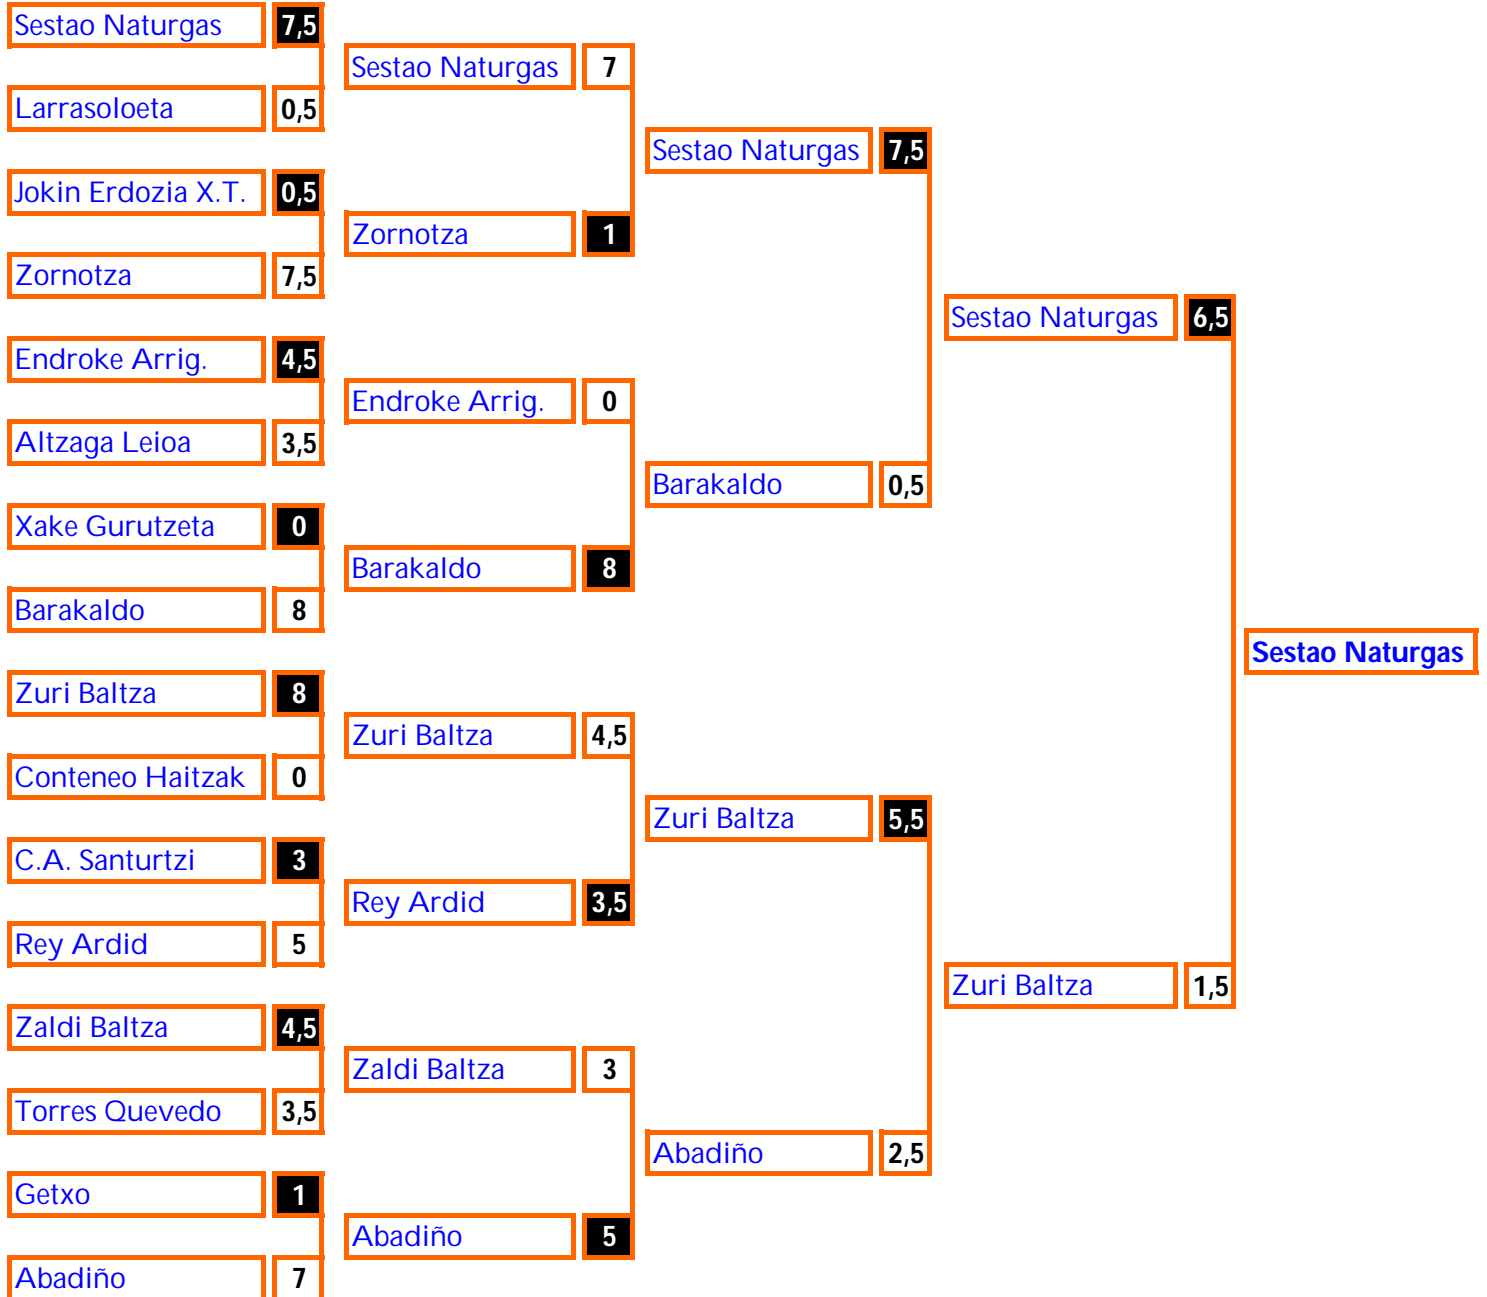 Sestao Naturgas 7,5
Larrasoloeta 0,5
Jokin Erdozia X.T. 0,5
Zornotza 7,5
Endroke Arrig. 4,5
Altzaga Leioa 3,5
Xake Gurutzeta 0
Barakaldo 8
Zuri Baltza 8
Conteneo Haitzak 0
C.A. Santurtzi 3
Rey Ardid 5
Zaldi Baltza 4,5
Torres Quevedo 3,5
Getxo 1
Abadiño 7
Sestao Naturgas 7
Zornotza 1
Endroke Arrig. 0
Barakaldo 8
Zuri Baltza 4,5
Rey Ardid 3,5
Zaldi Baltza 3
Abadiño 5
Sestao Naturgas 7,5
Barakaldo 0,5
Zuri Baltza 5,5
Abadiño 2,5
Sestao Naturgas 6,5
Zuri Baltza 1,5
Sestao Naturgas